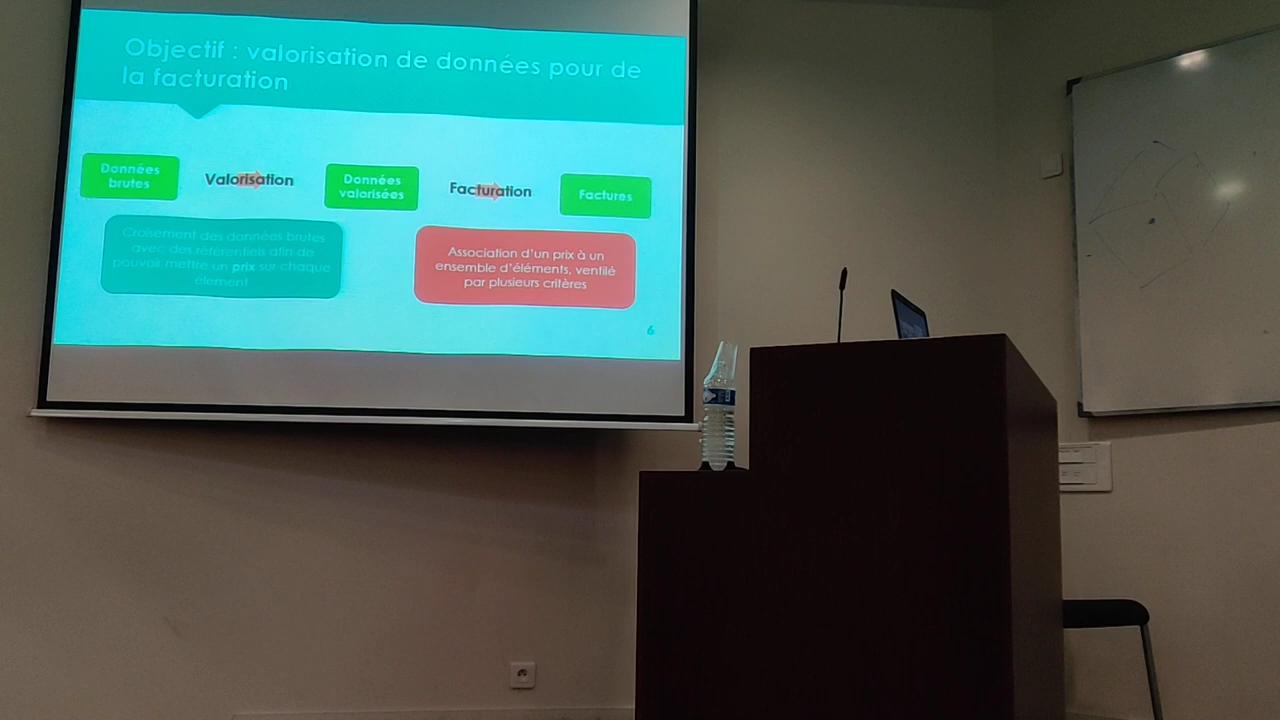 Objectif : valorisation de données pour de
la facturation
Données
brutes
Valorisation
Données
valorisées
Facturation
Factures
Croisement des données brutes
avec des référentiels afin de
pouvoir mettre un prix sur chaque
élément
Association d'un prix à un
ensemble d'éléments, ventilé
par plusieurs critères
6